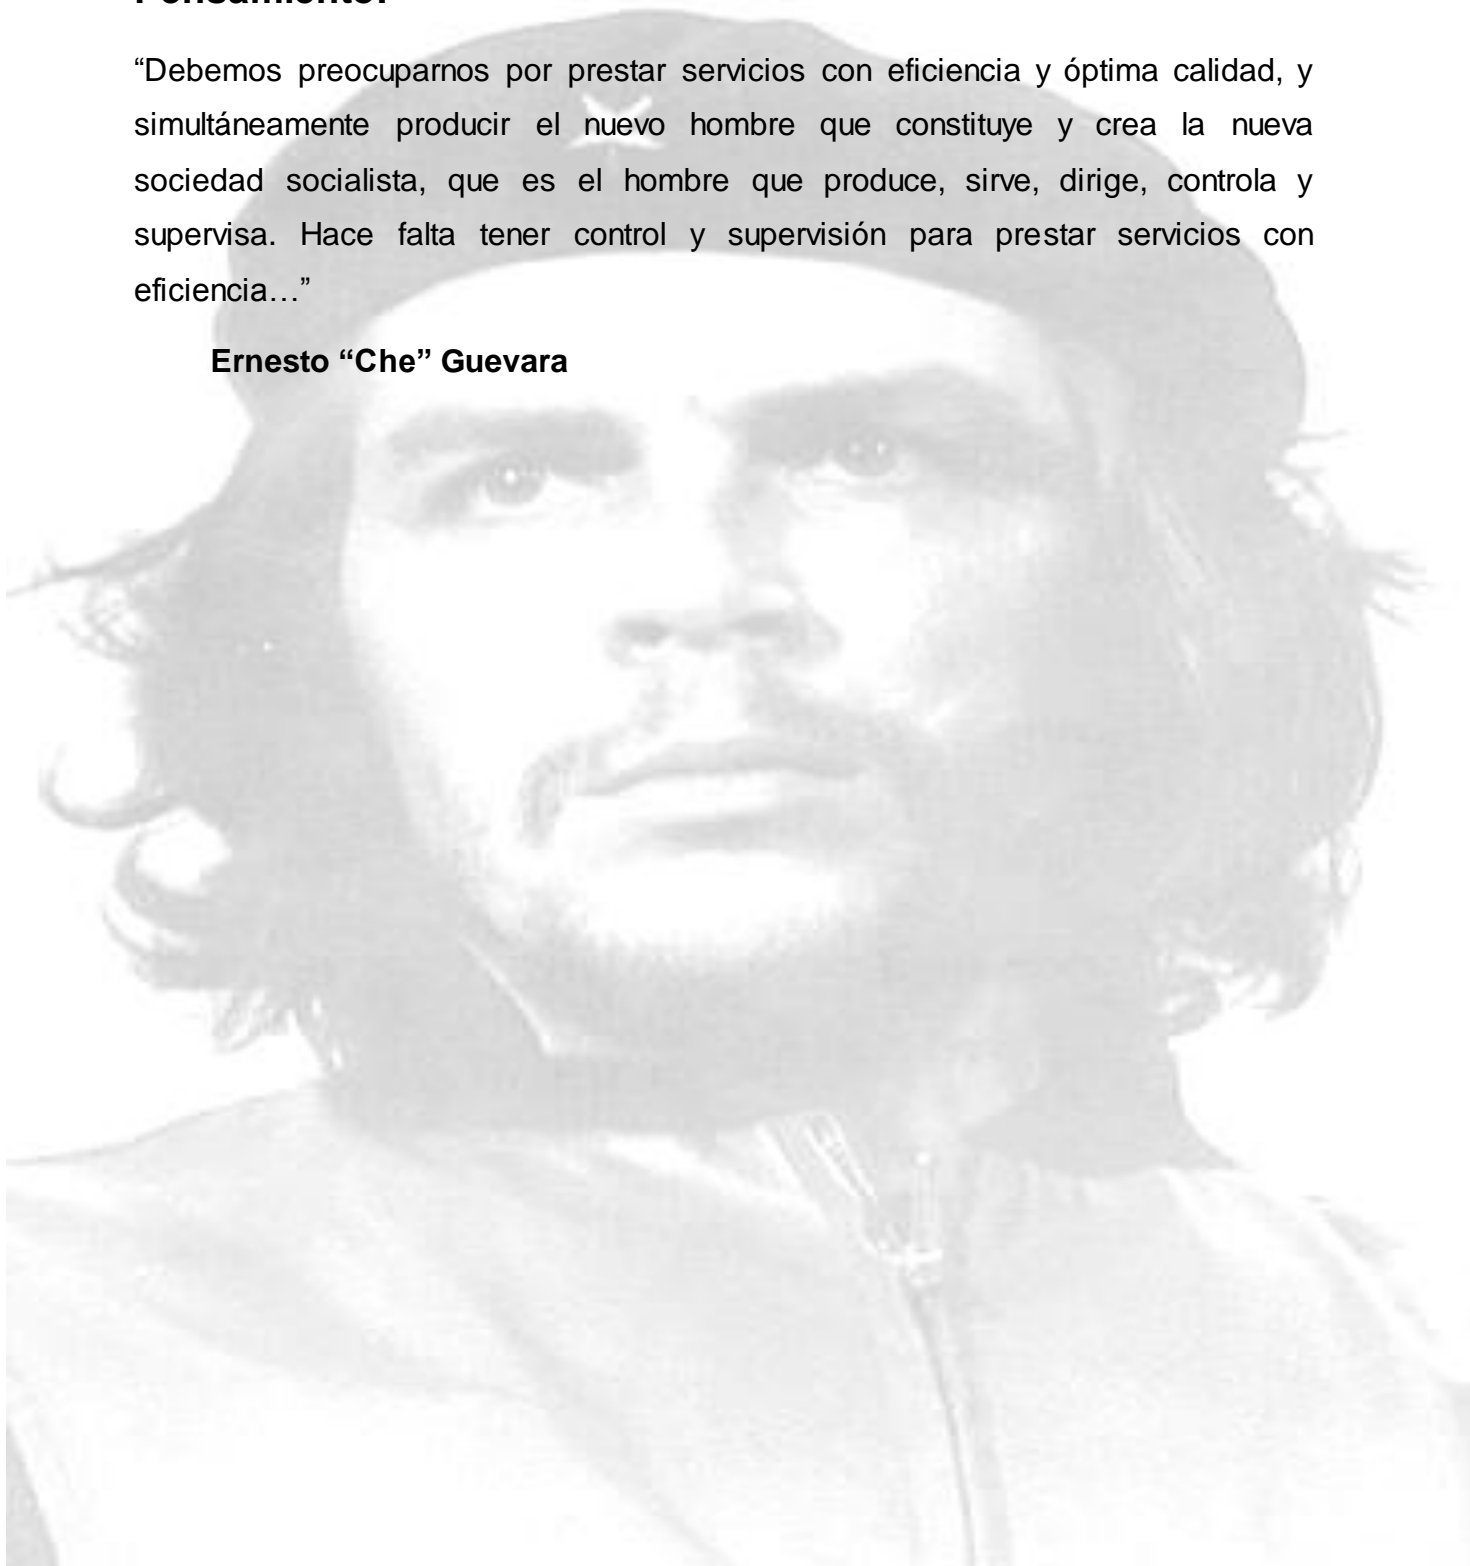 Pensamiento:
“Debemos preocuparnos por prestar servicios con eficiencia y óptima calidad, y
simultáneamente producir el nuevo hombre que constituye y crea la nueva
sociedad socialista, que es el hombre que produce, sirve, dirige, controla y
supervisa. Hace falta tener control y supervisión para prestar servicios con
eficiencia…”
Ernesto “Che” Guevara